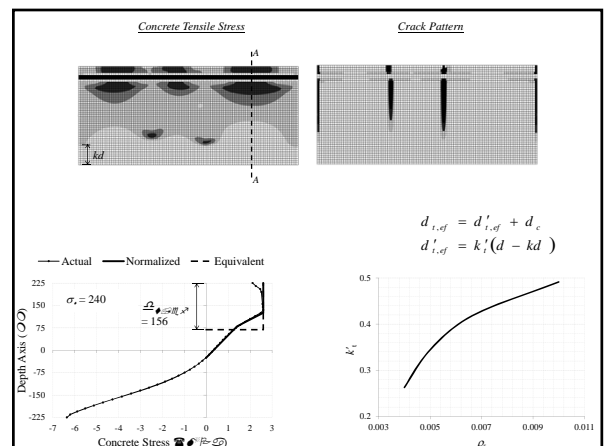 Concrete Tensile Stress
Crack Pattern
A
kd
A
d t,ef = d′ t,ef + d c
d′ t,ef = k′ t (d − kd )
Actual Normalized Equivalent
225
150
75
0
-75
-150
-225
σs = 240
= 156
Depth Axis
-7 -6 -5 -4 -3 -2 -1 0 1 2 3
Concrete Stress
0.5
0.4
0.3
0.2
k′t
0.003 0.005 0.007 0.009 0.011